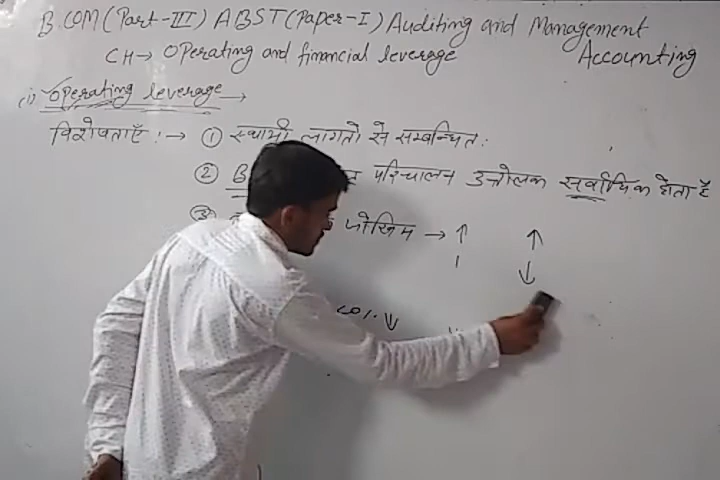 B.COM (Part-III) ABST (Paper-I) Auditing and Management
Accounting
CH→ Operating and financial leverage
(i) Operating leverage →
विशेषताएँ :→ ① स्थायी लागतो से सम्बन्धित.
② B परिचालन उत्तोलक सर्वाधिक होता है
③ जोखिम → ↑ ↑
↓
20% ↓